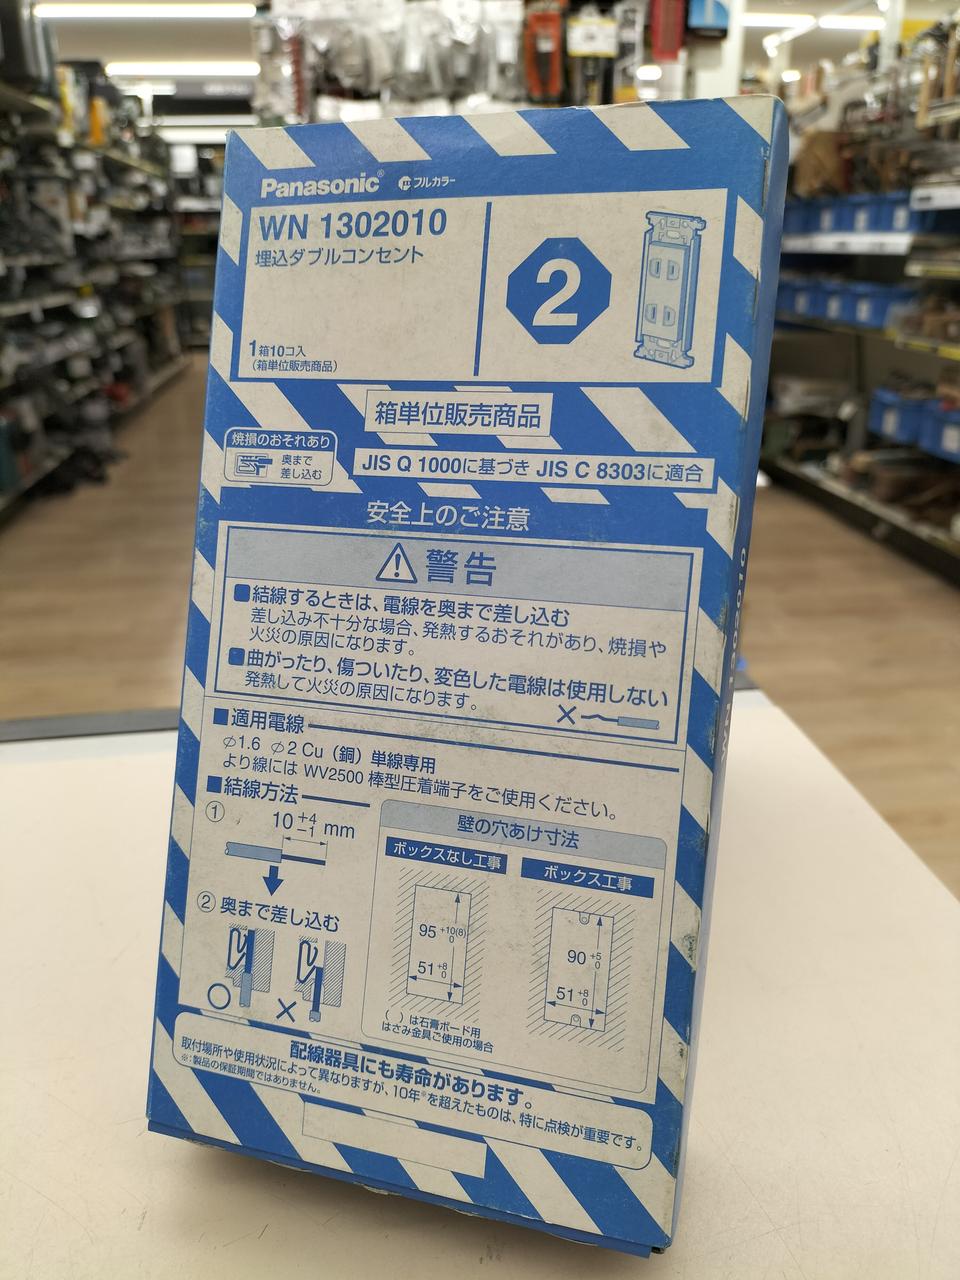 Panasonic® フルカラー
WN 1302010
埋込ダブルコンセント
1箱10コ入
(箱単位販売商品)
2
箱単位販売商品
焼損のおそれあり
奥まで
差し込む
JIS Q 1000に基づき JIS C 8303に適合
安全上のご注意
警告
■結線するときは、電線を奥まで差し込む
差し込み不十分な場合、発熱するおそれがあり、焼損や
火災の原因になります。
■曲がったり、傷ついたり、変色した電線は使用しない
発熱して火災の原因になります。
■適用電線
φ1.6 φ2 Cu(銅)単線専用
より線には WV2500 棒型圧着端子をご使用ください。
■結線方法
①
10 +4 −1 mm
② 奥まで差し込む
壁の穴あけ寸法
ボックスなし工事
ボックス工事
95 +10(8) 0
51 +8 0
90 +5 0
51 +8 0
( )は石膏ボード用
はさみ金具ご使用の場合
配線器具にも寿命があります。
取付場所や使用状況によって異なりますが、10年※を超えたものは、特に点検が重要です。
※:製品の保証期間ではありません。
WN 1302010